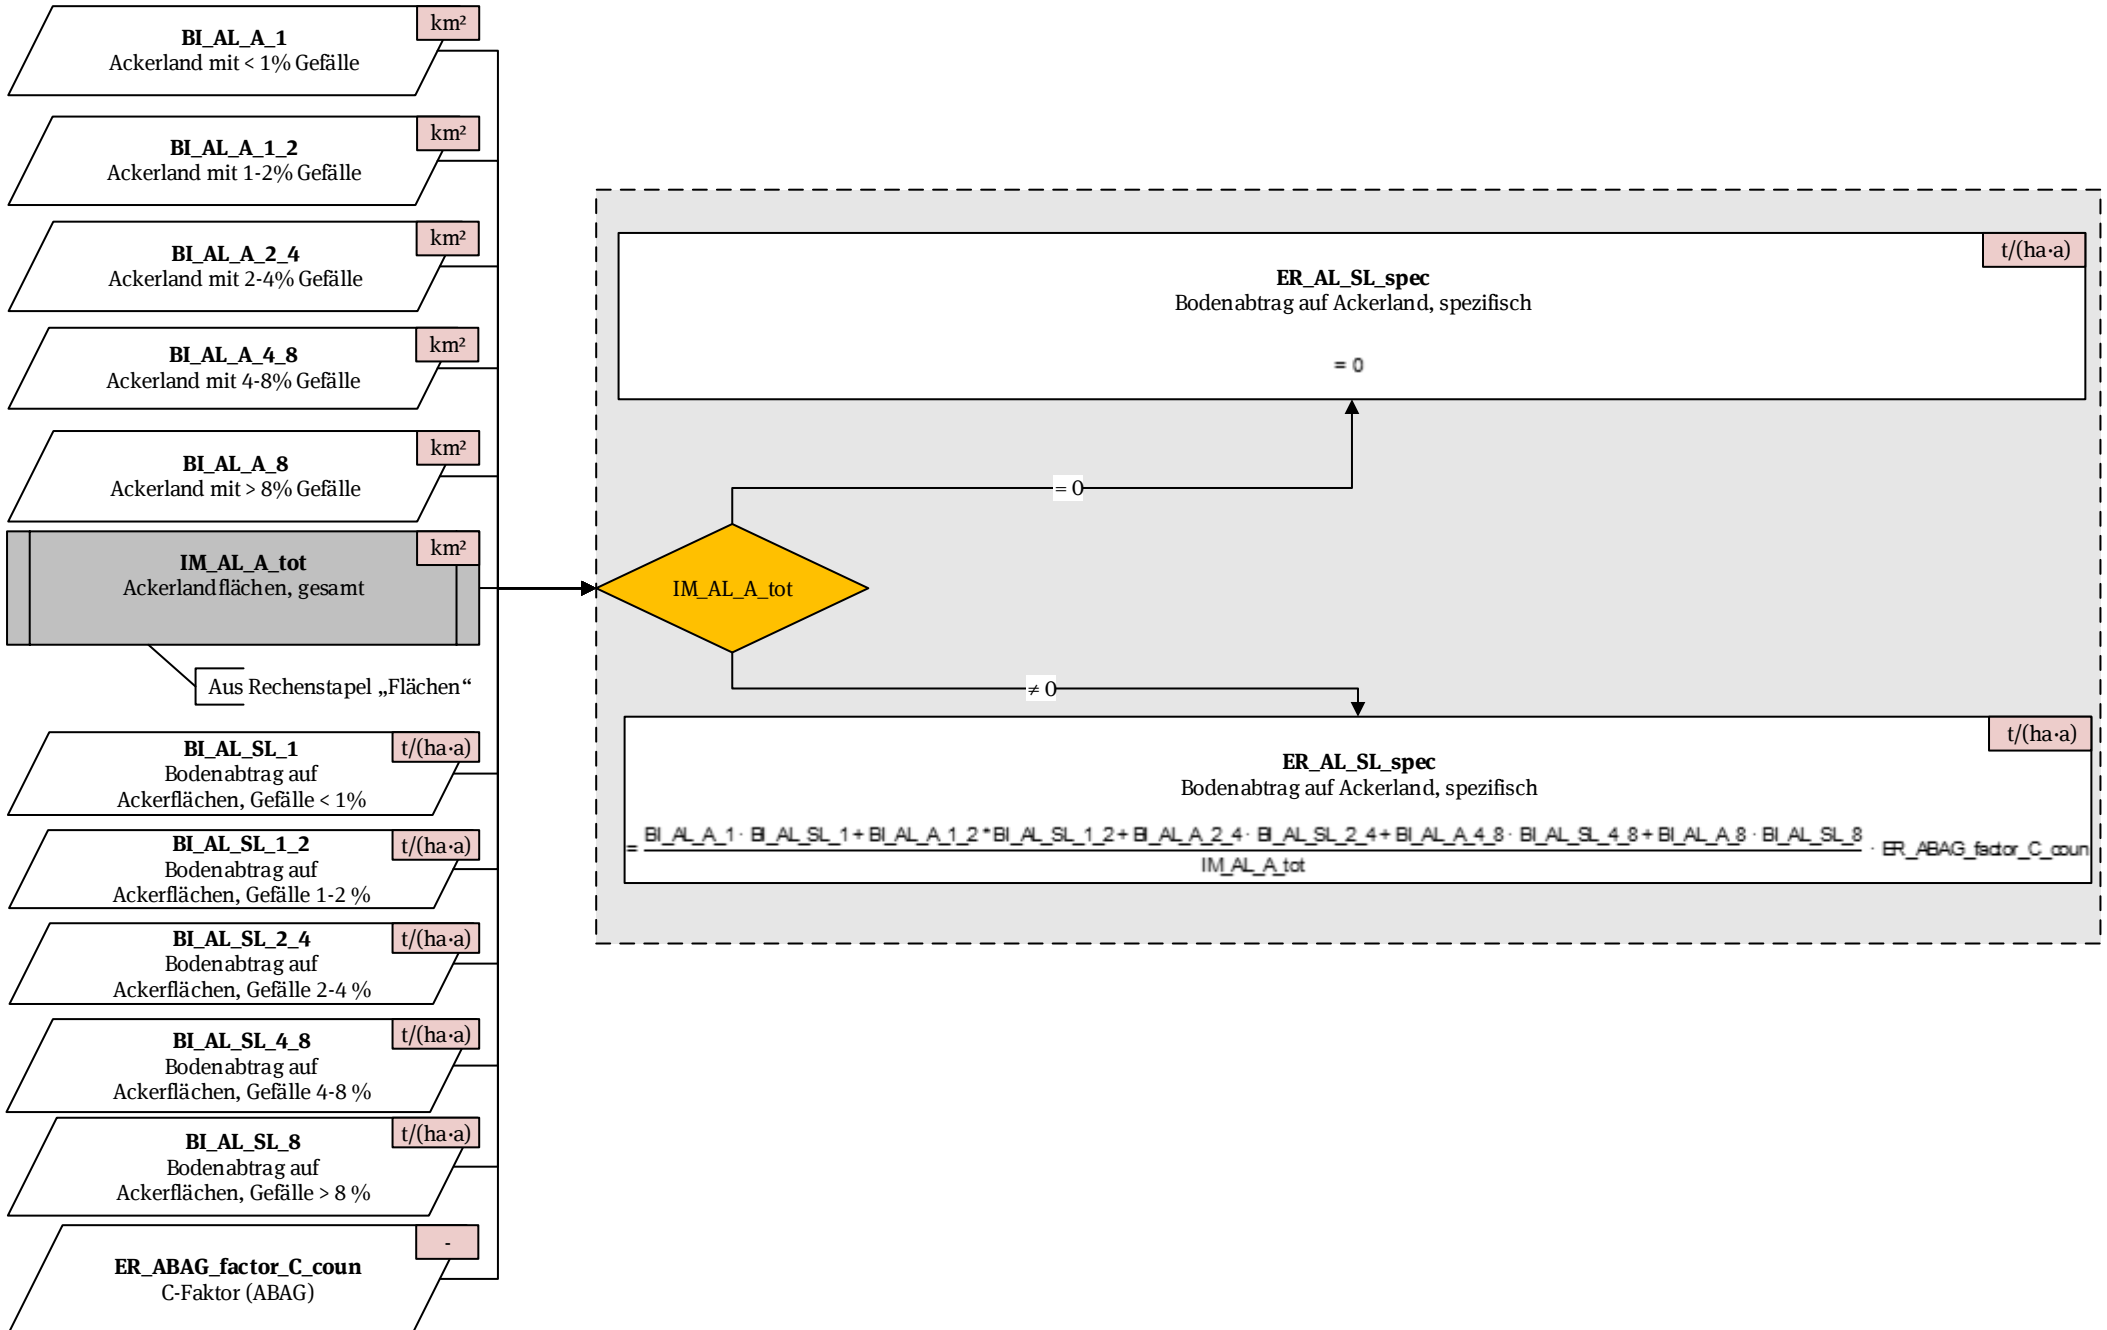 km²
BI_AL_A_1
Ackerland mit < 1% Gefälle
km²
BI_AL_A_1_2
Ackerland mit 1-2% Gefälle
km²
BI_AL_A_2_4
Ackerland mit 2-4% Gefälle
km²
BI_AL_A_4_8
Ackerland mit 4-8% Gefälle
km²
BI_AL_A_8
Ackerland mit > 8% Gefälle
km²
IM_AL_A_tot
Ackerlandflächen, gesamt
Aus Rechenstapel „Flächen“
t/(ha·a)
BI_AL_SL_1
Bodenabtrag auf
Ackerflächen, Gefälle < 1%
t/(ha·a)
BI_AL_SL_1_2
Bodenabtrag auf
Ackerflächen, Gefälle 1-2 %
t/(ha·a)
BI_AL_SL_2_4
Bodenabtrag auf
Ackerflächen, Gefälle 2-4 %
t/(ha·a)
BI_AL_SL_4_8
Bodenabtrag auf
Ackerflächen, Gefälle 4-8 %
t/(ha·a)
BI_AL_SL_8
Bodenabtrag auf
Ackerflächen, Gefälle > 8 %
-
ER_ABAG_factor_C_coun
C-Faktor (ABAG)
t/(ha·a)
ER_AL_SL_spec
Bodenabtrag auf Ackerland, spezifisch
= 0
= 0
IM_AL_A_tot
≠ 0
t/(ha·a)
ER_AL_SL_spec
Bodenabtrag auf Ackerland, spezifisch
= BI_AL_A_1 · BI_AL_SL_1 + BI_AL_A_1_2 * BI_AL_SL_1_2 + BI_AL_A_2_4 · BI_AL_SL_2_4 + BI_AL_A_4_8 · BI_AL_SL_4_8 + BI_AL_A_8 · BI_AL_SL_8 · ER_ABAG_factor_C_coun
IM_AL_A_tot